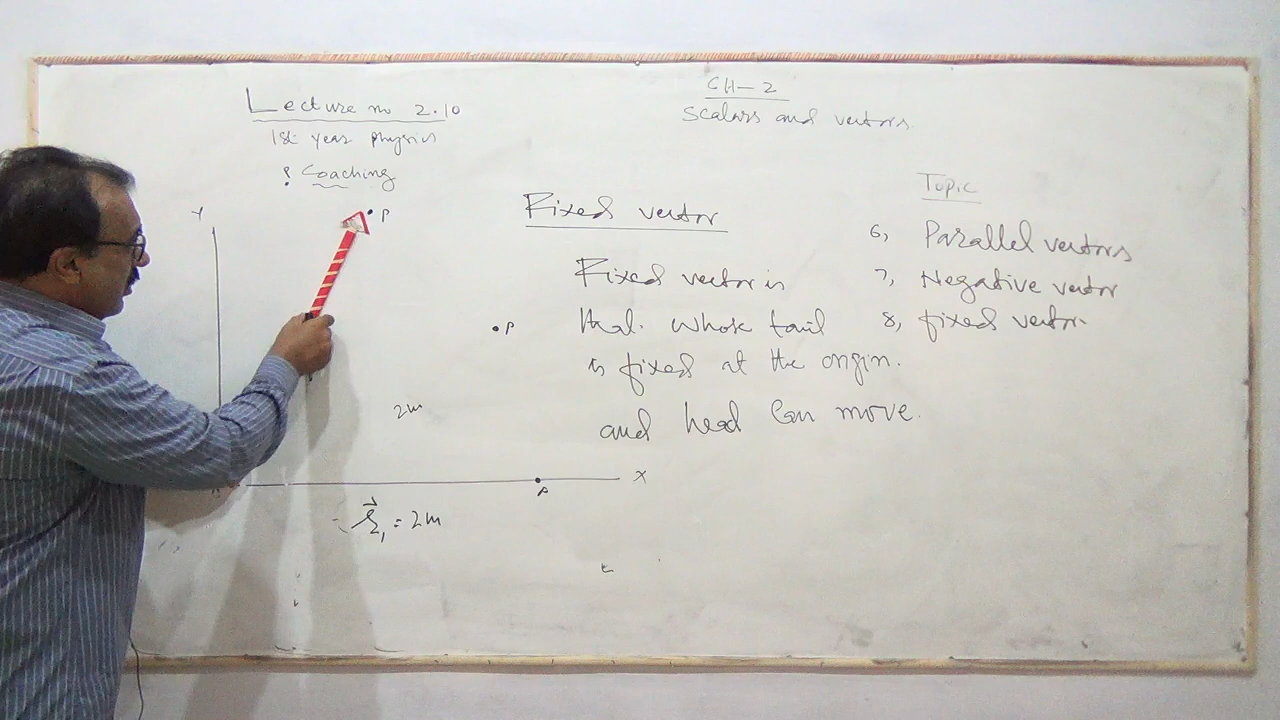 Lecture no 2.10
1st year physics
! Coaching
CH-2
Scalars and vectors
Topic
6, Parallel vectors
7, Negative vector
8, fixed vector.
Fixed vector
Fixed vector is
that. whose tail
is fixed at the origin.
and head can move.
Y
P
P
2m
X
P
= 2m